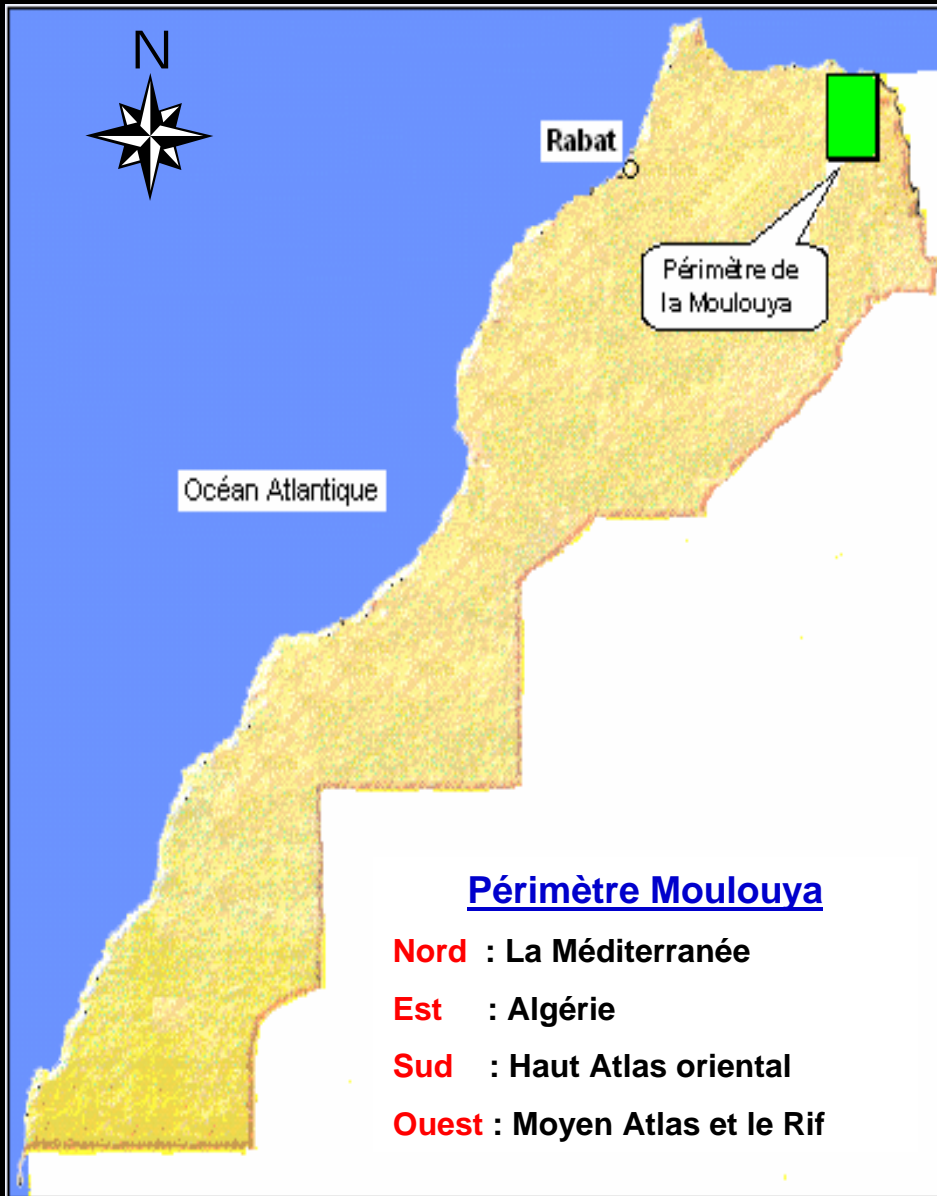 N
Rabat
Périmètre de
la Moulouya
Océan Atlantique
Périmètre Moulouya
Nord : La Méditerranée
Est : Algérie
Sud : Haut Atlas oriental
Ouest : Moyen Atlas et le Rif